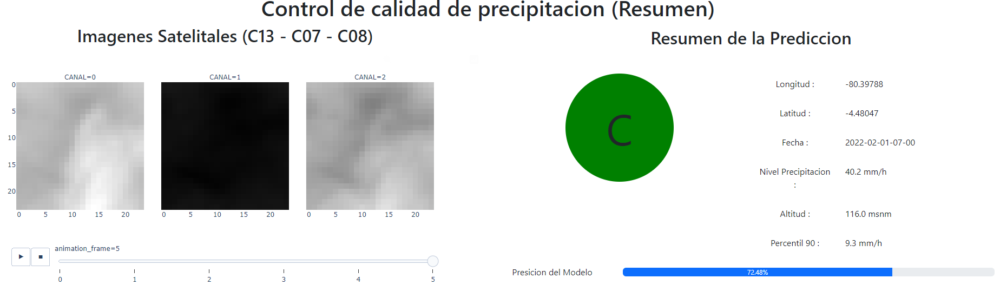 Control de calidad de precipitacion (Resumen)
Imagenes Satelitales (C13 - C07 - C08)
CANAL=0
CANAL=1
CANAL=2
0
5
10
15
20
0 5 10 15 20
0 5 10 15 20
0 5 10 15 20
animation_frame=5
0 1 2 3 4 5
Resumen de la Prediccion
C
Longitud : -80.39788
Latitud : -4.48047
Fecha : 2022-02-01-07-00
Nivel Precipitacion 40.2 mm/h
:
Altitud : 116.0 msnm
Percentil 90 : 9.3 mm/h
Presicion del Modelo 72.48%